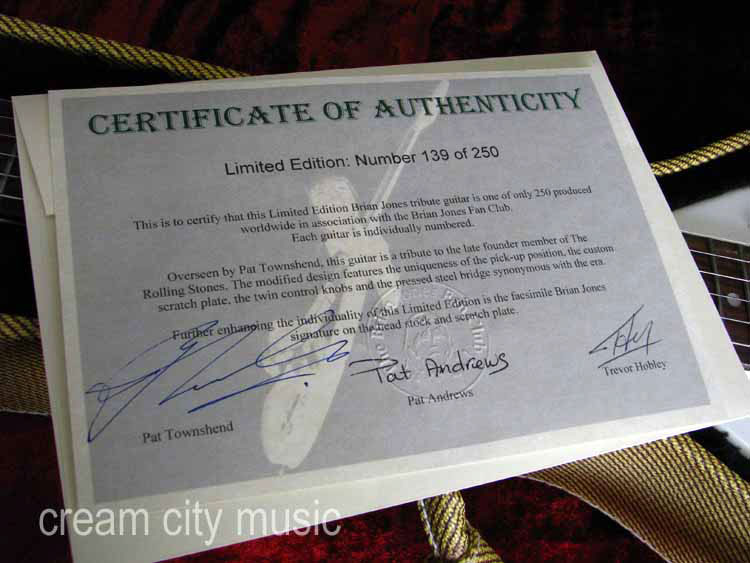 CERTIFICATE OF AUTHENTICITY
Limited Edition: Number 139 of 250
This is to certify that this Limited Edition Brian Jones tribute guitar is one of only 250 produced
worldwide in association with the Brian Jones Fan Club.
Each guitar is individually numbered.
Overseen by Pat Townshend, this guitar is a tribute to the late founder member of The
Rolling Stones. The modified design features the uniqueness of the pick-up position, the custom
scratch plate, the twin control knobs and the pressed steel bridge synonymous with the era.
Further enhancing the individuality of this Limited Edition is the facsimile Brian Jones
signature on the head stock and scratch plate.
Pat Andrews
Pat Townshend
Pat Andrews
Trevor Hobley
cream city music